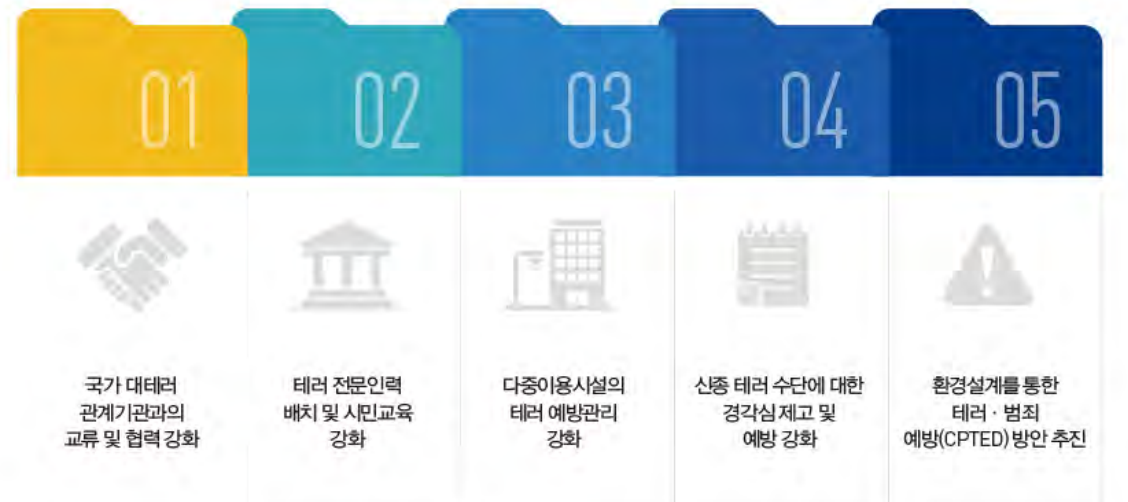 01
국가 대테러
관계기관과의
교류 및 협력 강화
02
테러 전문인력
배치 및 시민교육
강화
03
다중이용시설의
테러 예방관리
강화
04
신종 테러 수단에 대한
경각심 제고 및
예방 강화
05
환경설계를 통한
테러 · 범죄
예방(CPTED) 방안 추진